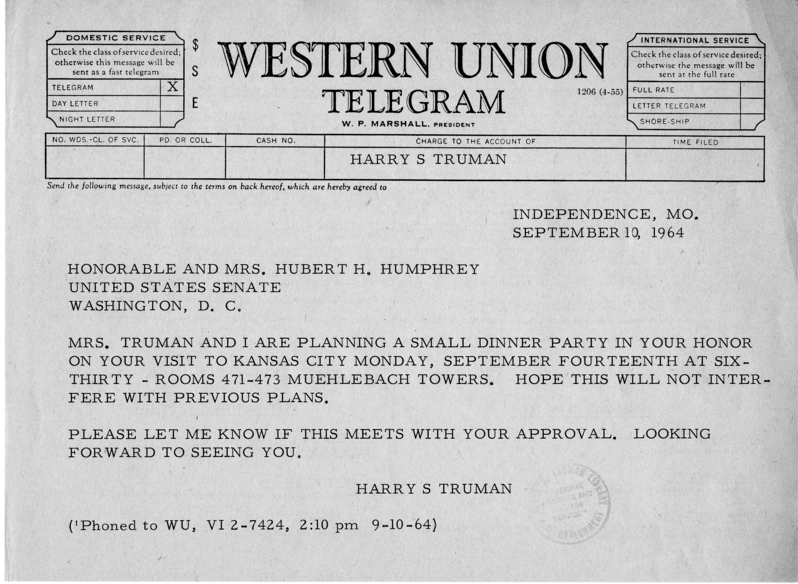 DOMESTIC SERVICE
Check the class of service desired;
otherwise this message will be
sent as a fast telegram
TELEGRAM X
DAY LETTER
NIGHT LETTER
$
S
E
WESTERN UNION
TELEGRAM
1206 (4-55)
W. P. MARSHALL, PRESIDENT
INTERNATIONAL SERVICE
Check the class of service desired;
otherwise the message will be
sent at the full rate
FULL RATE
LETTER TELEGRAM
SHORE-SHIP
NO. WDS.-CL. OF SVC. PD. OR COLL. CASH NO. CHARGE TO THE ACCOUNT OF TIME FILED
HARRY S TRUMAN
Send the following message, subject to the terms on back hereof, which are hereby agreed to
INDEPENDENCE, MO.
SEPTEMBER 10, 1964
HONORABLE AND MRS. HUBERT H. HUMPHREY
UNITED STATES SENATE
WASHINGTON, D. C.
MRS. TRUMAN AND I ARE PLANNING A SMALL DINNER PARTY IN YOUR HONOR
ON YOUR VISIT TO KANSAS CITY MONDAY, SEPTEMBER FOURTEENTH AT SIX-
THIRTY - ROOMS 471-473 MUEHLEBACH TOWERS. HOPE THIS WILL NOT INTER-
FERE WITH PREVIOUS PLANS.
PLEASE LET ME KNOW IF THIS MEETS WITH YOUR APPROVAL. LOOKING
FORWARD TO SEEING YOU.
HARRY S TRUMAN
('Phoned to WU, VI 2-7424, 2:10 pm 9-10-64)